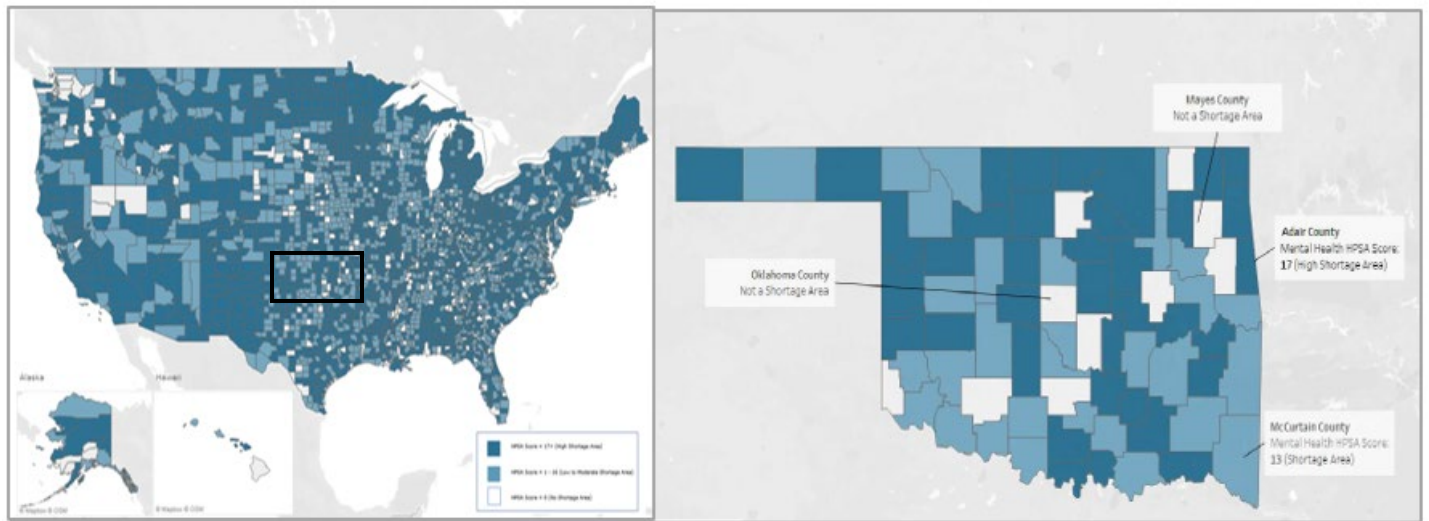 Alaska
Hawaii
© Mapbox © OSM
© Mapbox © OSM
HPSA Score = 17+ (High Shortage Area)
HPSA Score = 1 - 16 (Low to Moderate Shortage Area)
HPSA Score = 0 (No Shortage Area)
Mayes County
Not a Shortage Area
Adair County
Mental Health HPSA Score:
17 (High Shortage Area)
Oklahoma County
Not a Shortage Area
McCurtain County
Mental Health HPSA Score:
13 (Shortage Area)